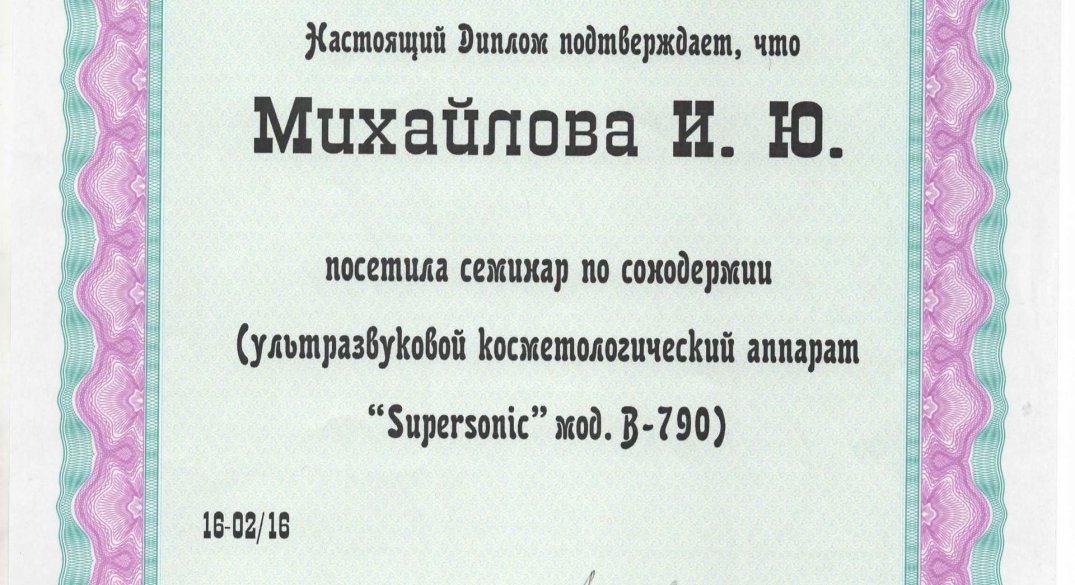 Настоящий Диплом подтверждает, что
Михайлова И. Ю.
посетила семинар по сонодермии
(ультразвуковой косметологический аппарат
“Supersonic” мод. В-790)
16-02/16